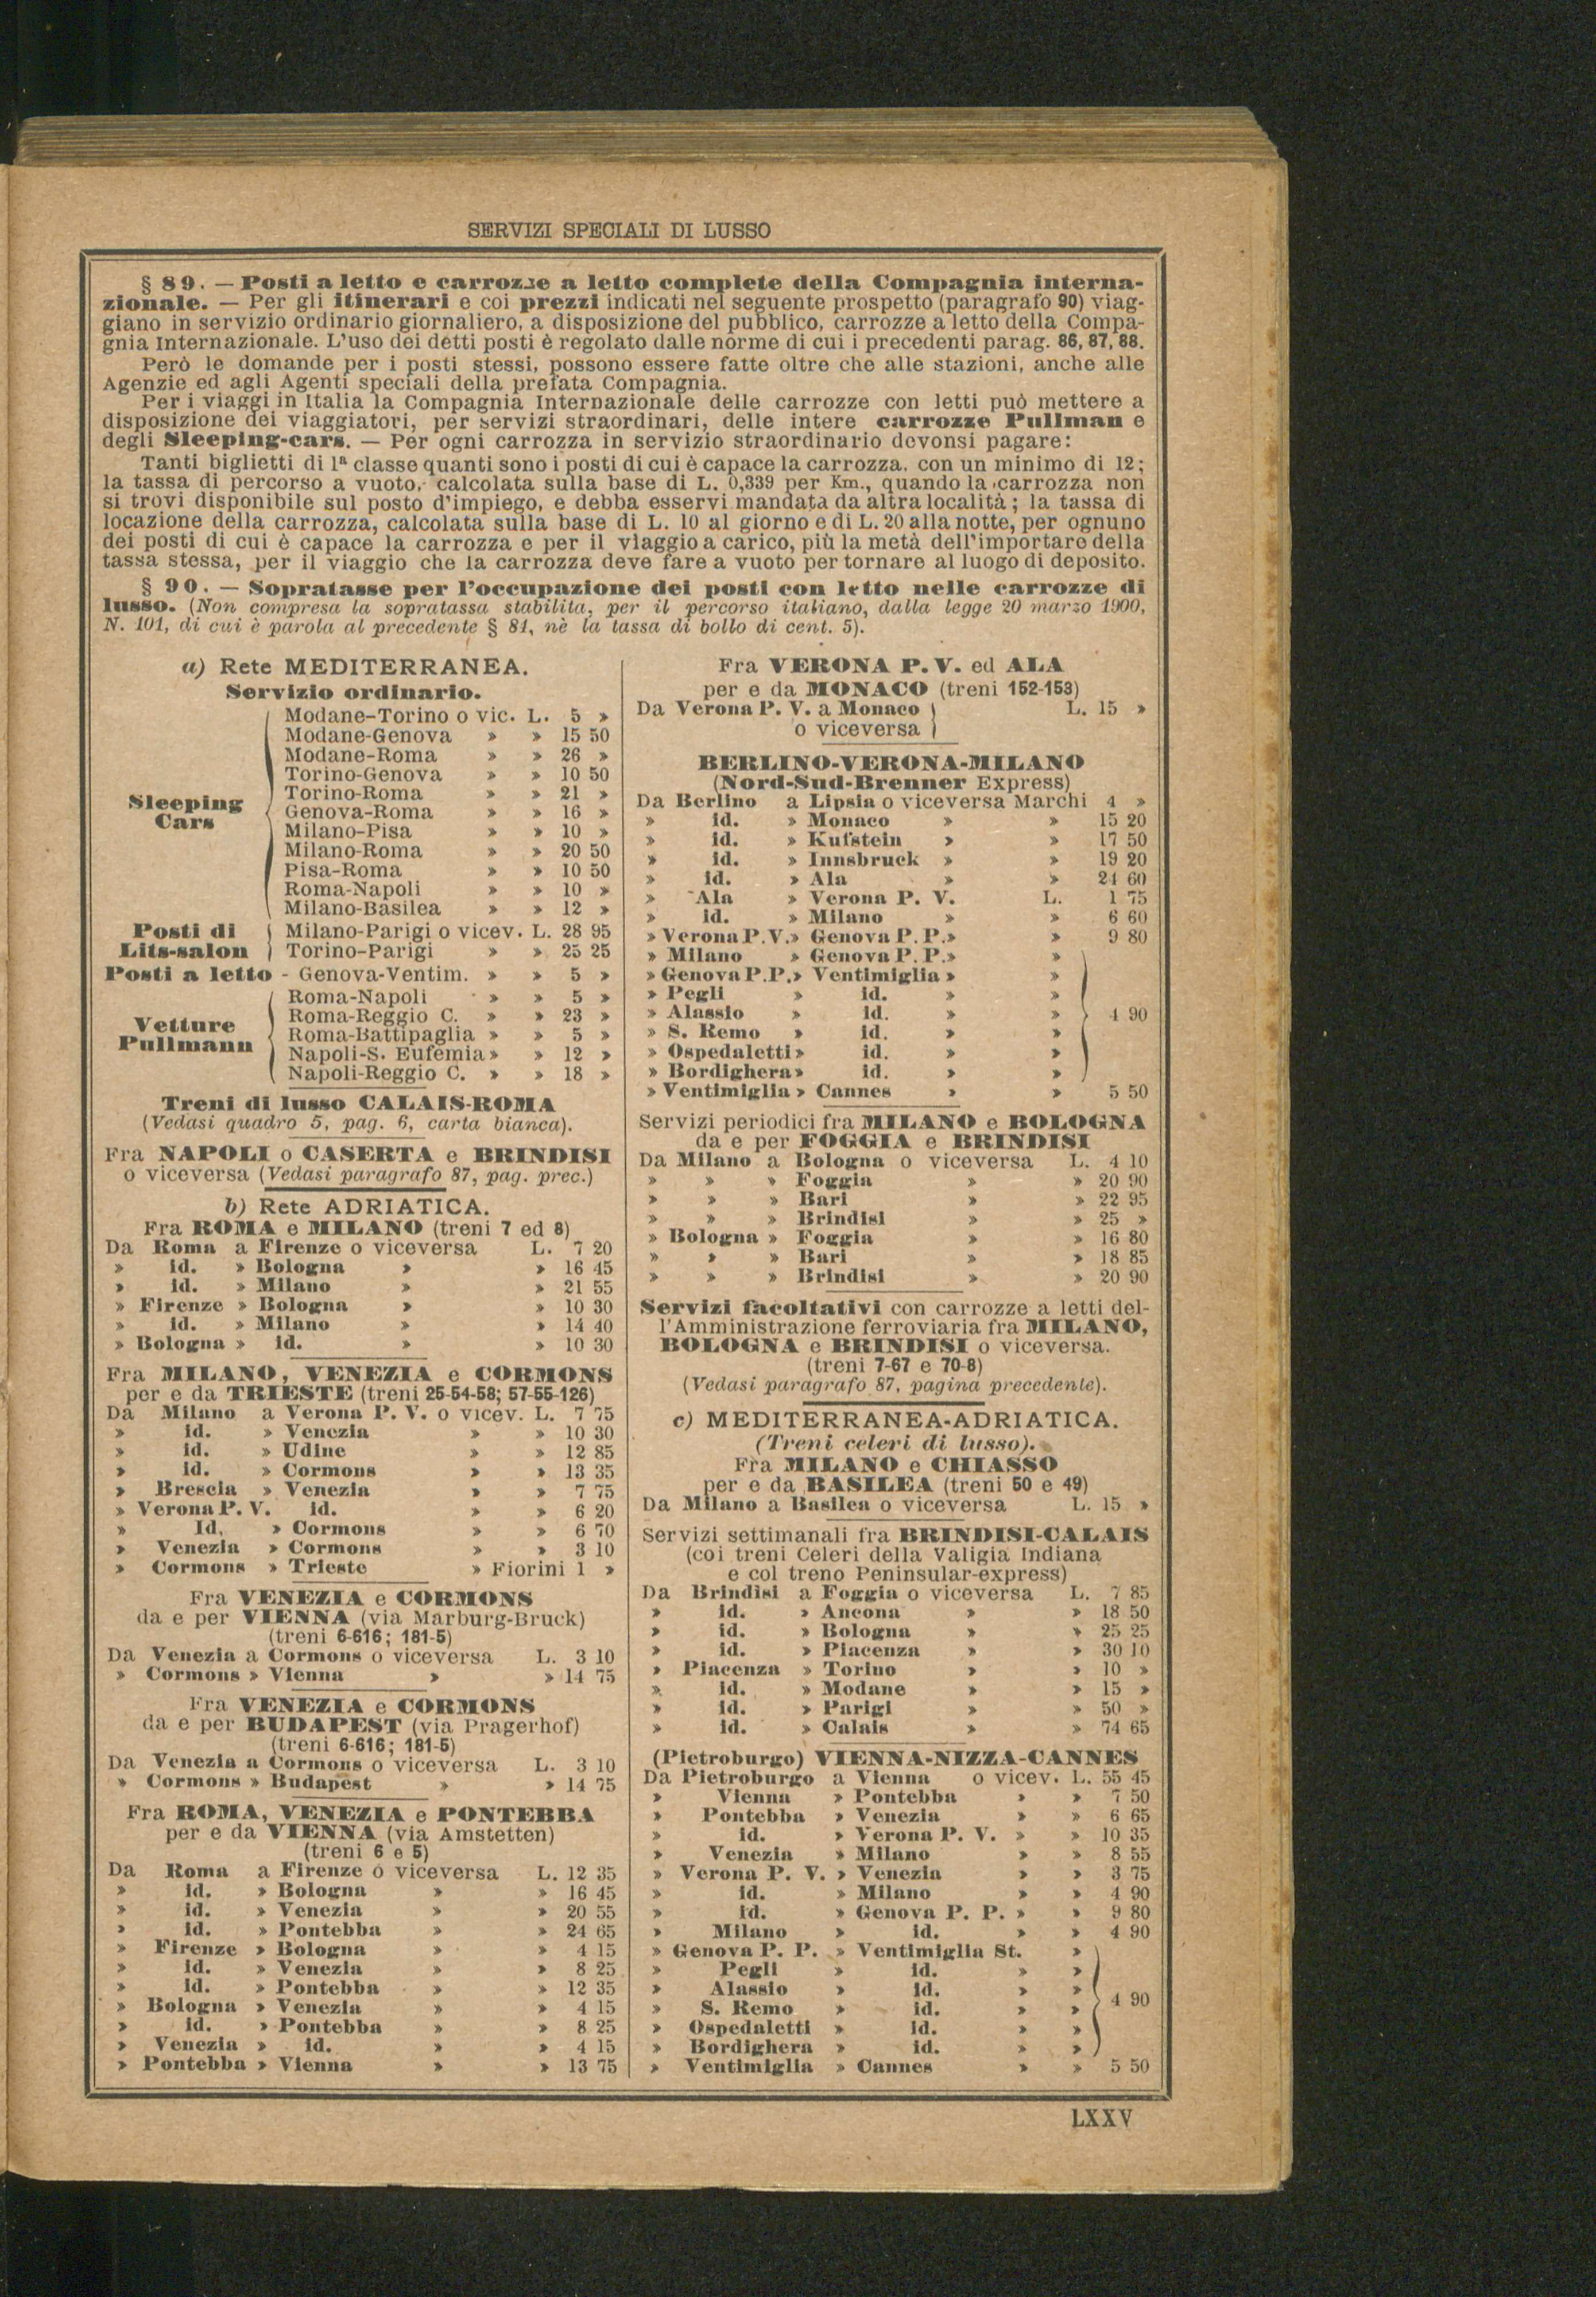 SERVIZI SPECIALI DI LUSSO
§ 89. — Posti a letto e carrozze a letto complete della Compagnia interna-
zionale. — Per gli itinerari e coi prezzi indicati nel seguente prospetto (paragrafo 90) viag-
giano in servizio ordinario giornaliero, a disposizione del pubblico, carrozze a letto della Compa-
gnia Internazionale. L'uso dei detti posti è regolato dalle norme di cui i precedenti parag. 86, 87, 88.
Però le domande per i posti stessi, possono essere fatte oltre che alle stazioni, anche alle
Agenzie ed agli Agenti speciali della prefata Compagnia.
Per i viaggi in Italia la Compagnia Internazionale delle carrozze con letti può mettere a
disposizione dei viaggiatori, per servizi straordinari, delle intere carrozze Pullman e
degli Sleeping-cars. — Per ogni carrozza in servizio straordinario devonsi pagare:
Tanti biglietti di 1ª classe quanti sono i posti di cui è capace la carrozza, con un minimo di 12;
la tassa di percorso a vuoto, calcolata sulla base di L. 0,339 per Km., quando la carrozza non
si trovi disponibile sul posto d'impiego, e debba esservi mandata da altra località; la tassa di
locazione della carrozza, calcolata sulla base di L. 10 al giorno e di L. 20 alla notte, per ognuno
dei posti di cui è capace la carrozza e per il viaggio a carico, più la metà dell'importare della
tassa stessa, per il viaggio che la carrozza deve fare a vuoto per tornare al luogo di deposito.
§ 90. — Sopratasse per l'occupazione dei posti con letto nelle carrozze di
lusso. (Non compresa la sopratassa stabilita, per il percorso italiano, dalla legge 20 marzo 1900,
N. 101, di cui è parola al precedente § 81, nè la tassa di bollo di cent. 5).
a) Rete MEDITERRANEA.
Servizio ordinario.
Sleeping Cars
Modane-Torino o vic. L. 5 »
Modane-Genova » » 15 50
Modane-Roma » » 26 »
Torino-Genova » » 10 50
Torino-Roma » » 21 »
Genova-Roma » » 16 »
Milano-Pisa » » 10 »
Milano-Roma » » 20 50
Pisa-Roma » » 10 50
Roma-Napoli » » 10 »
Milano-Basilea » » 12 »
Posti di Lits-salon
Milano-Parigi o vicev. L. 28 95
Torino-Parigi » » 25 25
Posti a letto - Genova-Ventim. » » 5 »
Vetture Pullmann
Roma-Napoli » » 5 »
Roma-Reggio C. » » 23 »
Roma-Battipaglia » » 5 »
Napoli-S. Eufemia » » 12 »
Napoli-Reggio C. » » 18 »
Treni di lusso CALAIS-ROMA
(Vedasi quadro 5, pag. 6, carta bianca).
Fra NAPOLI o CASERTA e BRINDISI
o viceversa (Vedasi paragrafo 87, pag. prec.)
b) Rete ADRIATICA.
Fra ROMA e MILANO (treni 7 ed 8)
Da Roma a Firenze o viceversa L. 7 20
» id. » Bologna » » 16 45
» id. » Milano » » 21 55
» Firenze » Bologna » » 10 30
» id. » Milano » » 14 40
» Bologna » id. » » 10 30
Fra MILANO, VENEZIA e CORMONS
per e da TRIESTE (treni 25-54-58; 57-55-126)
Da Milano a Verona P. V. o vicev. L. 7 75
» id. » Venezia » » 10 30
» id. » Udine » » 12 85
» id. » Cormons » » 13 35
» Brescia » Venezia » » 7 75
» Verona P. V. id. » » 6 20
» Id. » Cormons » » 6 70
» Venezia » Cormons » » 3 10
» Cormons » Trieste » Fiorini 1 »
Fra VENEZIA e CORMONS
da e per VIENNA (via Marburg-Bruck)
(treni 6-616; 181-5)
Da Venezia a Cormons o viceversa L. 3 10
» Cormons » Vienna » » 14 75
Fra VENEZIA e CORMONS
da e per BUDAPEST (via Pragerhof)
(treni 6-616; 181-5)
Da Venezia a Cormons o viceversa L. 3 10
» Cormons » Budapest » » 14 75
Fra ROMA, VENEZIA e PONTEBBA
per e da VIENNA (via Amstetten)
(treni 6 e 5)
Da Roma a Firenze o viceversa L. 12 35
» id. » Bologna » » 16 45
» id. » Venezia » » 20 55
» id. » Pontebba » » 24 65
» Firenze » Bologna » » 4 15
» id. » Venezia » » 8 25
» id. » Pontebba » » 12 35
» Bologna » Venezia » » 4 15
» id. » Pontebba » » 8 25
» Venezia » id. » » 4 15
» Pontebba » Vienna » » 13 75
Fra VERONA P. V. ed ALA
per e da MONACO (treni 152-153)
Da Verona P. V. a Monaco L. 15 »
o viceversa
BERLINO-VERONA-MILANO
(Nord-Sud-Brenner Express)
Da Berlino a Lipsia o viceversa Marchi 4 »
» id. » Monaco » » 15 20
» id. » Kufstein » » 17 50
» id. » Innsbruck » » 19 20
» id. » Ala » » 24 60
» Ala » Verona P. V. L. 1 75
» id. » Milano » » 6 60
» Verona P.V. » Genova P. P. » » 9 80
» Milano » Genova P. P. » »
» Genova P.P. » Ventimiglia » »
» Pegli » id. » »
» Alassio » id. » » 4 90
» S. Remo » id. » »
» Ospedaletti » id. » »
» Bordighera » id. » »
» Ventimiglia » Cannes » » 5 50
Servizi periodici fra MILANO e BOLOGNA
da e per FOGGIA e BRINDISI
Da Milano a Bologna o viceversa L. 4 10
» » » Foggia » » 20 90
» » » Bari » » 22 95
» » » Brindisi » » 25 »
» Bologna » Foggia » » 16 80
» » » Bari » » 18 85
» » » Brindisi » » 20 90
Servizi facoltativi con carrozze a letti del-
l'Amministrazione ferroviaria fra MILANO,
BOLOGNA e BRINDISI o viceversa.
(treni 7-67 e 70-8)
(Vedasi paragrafo 87, pagina precedente).
c) MEDITERRANEA-ADRIATICA.
(Treni celeri di lusso).
Fra MILANO e CHIASSO
per e da BASILEA (treni 50 e 49)
Da Milano a Basilea o viceversa L. 15 »
Servizi settimanali fra BRINDISI-CALAIS
(coi treni Celeri della Valigia Indiana
e col treno Peninsular-express)
Da Brindisi a Foggia o viceversa L. 7 85
» id. » Ancona » » 18 50
» id. » Bologna » » 25 25
» id. » Piacenza » » 30 10
» Piacenza » Torino » » 10 »
» id. » Modane » » 15 »
» id. » Parigi » » 50 »
» id. » Calais » » 74 65
(Pietroburgo) VIENNA-NIZZA-CANNES
Da Pietroburgo a Vienna o vicev. L. 55 45
» Vienna » Pontebba » » 7 50
» Pontebba » Venezia » » 6 65
» id. » Verona P. V. » » 10 35
» Venezia » Milano » » 8 55
» Verona P. V. » Venezia » » 3 75
» id. » Milano » » 4 90
» id. » Genova P. P. » » 9 80
» Milano » id. » » 4 90
» Genova P. P. » Ventimiglia St. »
» Pegli » id. » »
» Alassio » id. » »
» S. Remo » id. » » 4 90
» Ospedaletti » id. » »
» Bordighera » id. » »
» Ventimiglia » Cannes » » 5 50
LXXV